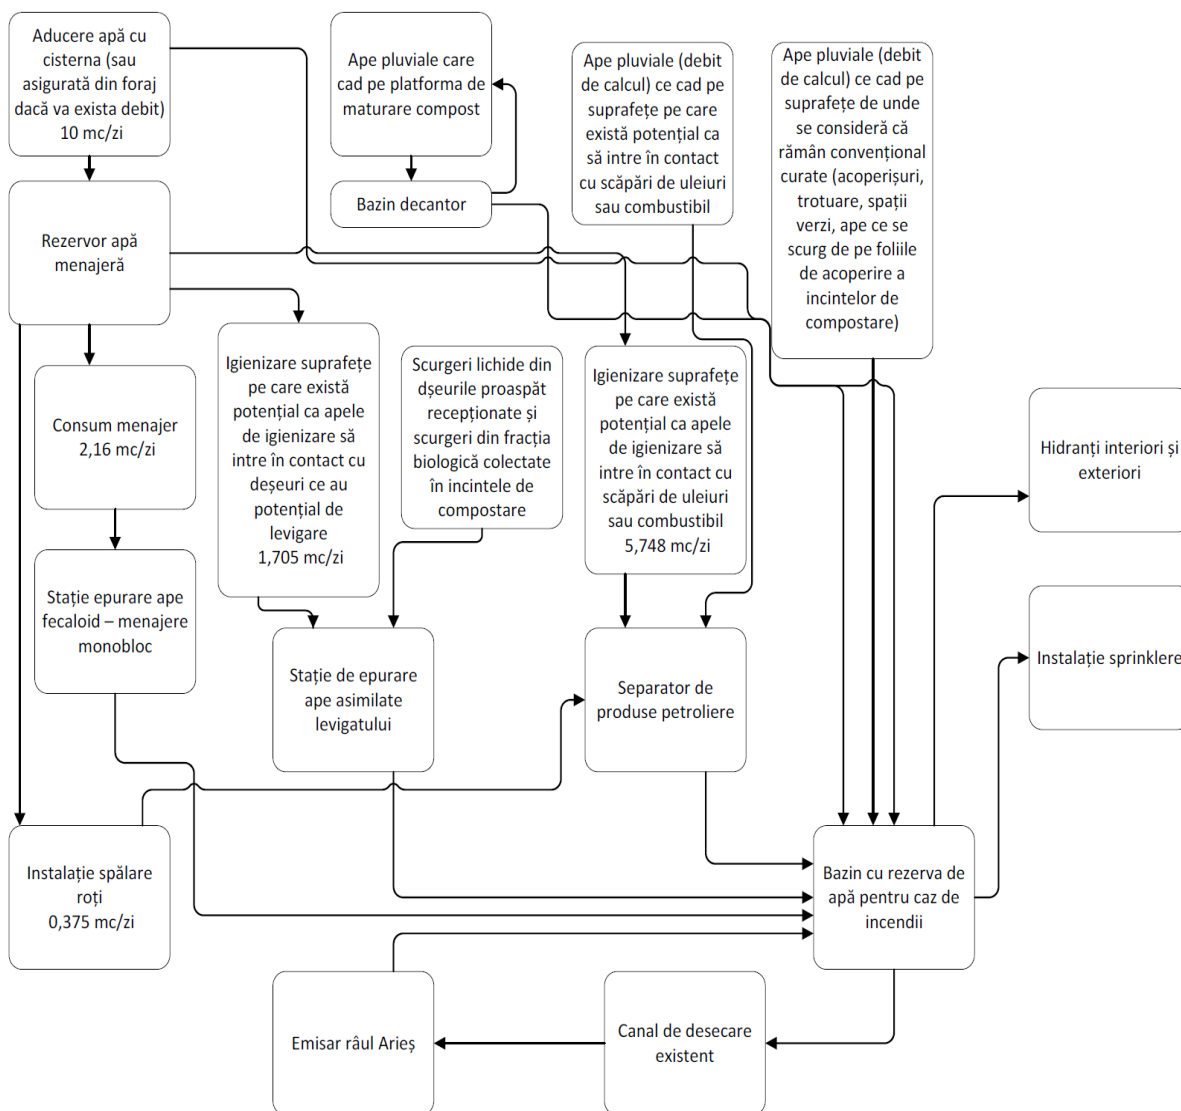 Aducere apă cu
cisterna (sau
asigurată din foraj
dacă va exista debit)
10 mc/zi
Ape pluviale care
cad pe platforma de
maturare compost
Ape pluviale (debit
de calcul) ce cad pe
suprafețe pe care
există potențial ca
să intre în contact
cu scăpări de uleiuri
sau combustibil
Ape pluviale (debit
de calcul) ce cad pe
suprafețe de unde
se consideră că
rămân convențional
curate (acoperișuri,
trotuare, spații
verzi, ape ce se
scurg de pe foliile
de acoperire a
incintelor de
compostare)
Bazin decantor
Rezervor apă
menajeră
Consum menajer
2,16 mc/zi
Igienizare suprafețe
pe care există
potențial ca apele
de igienizare să
intre în contact cu
deșeuri ce au
potențial de
levigare
1,705 mc/zi
Scurgeri lichide din
dșeurile proaspăt
recepționate și
scurgeri din fracția
biologică colectate
în incintele de
compostare
Igienizare suprafețe
pe care există
potențial ca apele
de igienizare să
intre în contact cu
scăpări de uleiuri
sau combustibil
5,748 mc/zi
Hidranți interiori și
exteriori
Stație epurare ape
fecaloid – menajere
monobloc
Stație de epurare
ape asimilate
levigatului
Separator de
produse petroliere
Instalație sprinklere
Instalație spălare
roți
0,375 mc/zi
Bazin cu rezerva de
apă pentru caz de
incendii
Emisar râul Arieș
Canal de desecare
existent